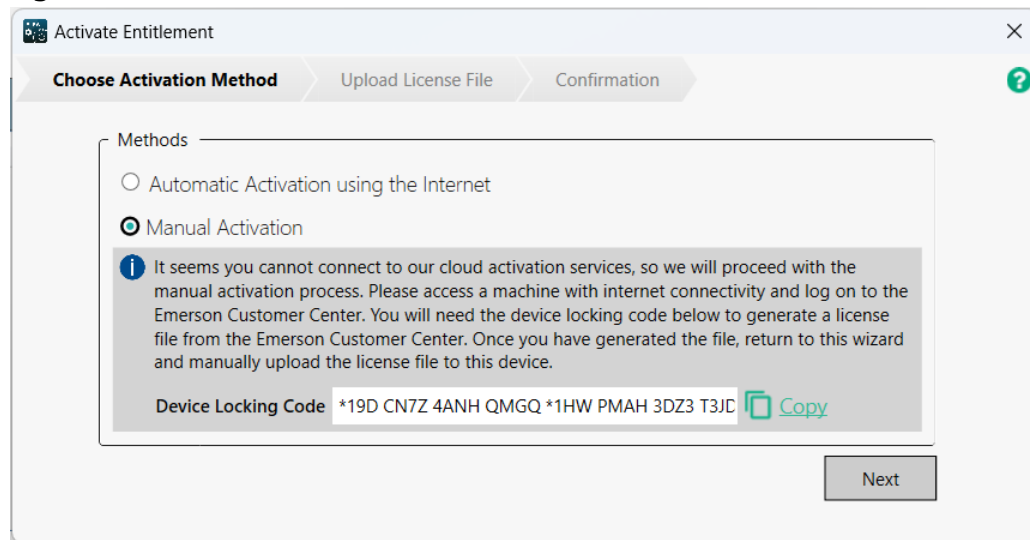 Activate Entitlement
Choose Activation Method
Upload License File
Confirmation
Methods
Automatic Activation using the Internet
Manual Activation
It seems you cannot connect to our cloud activation services, so we will proceed with the
manual activation process. Please access a machine with internet connectivity and log on to the
Emerson Customer Center. You will need the device locking code below to generate a license
file from the Emerson Customer Center. Once you have generated the file, return to this wizard
and manually upload the license file to this device.
Device Locking Code *19D CN7Z 4ANH QMGQ *1HW PMAH 3DZ3 T3JD Copy
Next